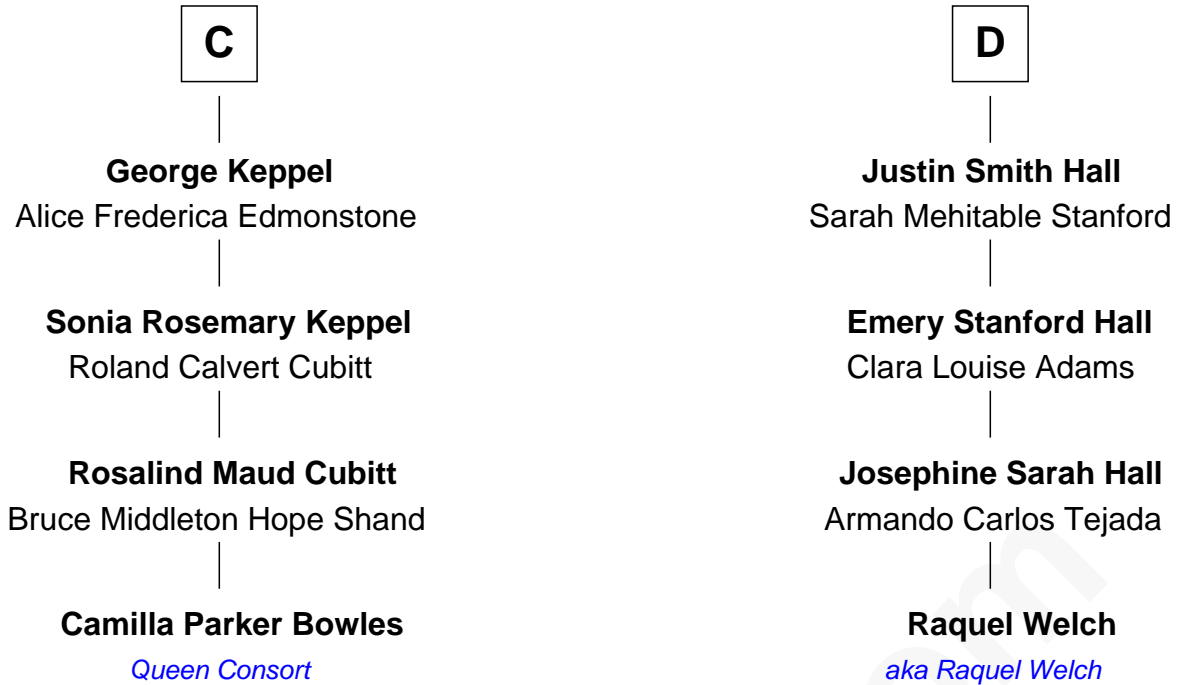 C
George Keppel
Alice Frederica Edmonstone
Sonia Rosemary Keppel
Roland Calvert Cubitt
Rosalind Maud Cubitt
Bruce Middleton Hope Shand
Camilla Parker Bowles
Queen Consort
D
Justin Smith Hall
Sarah Mehitable Stanford
Emery Stanford Hall
Clara Louise Adams
Josephine Sarah Hall
Armando Carlos Tejada
Raquel Welch
aka Raquel Welch